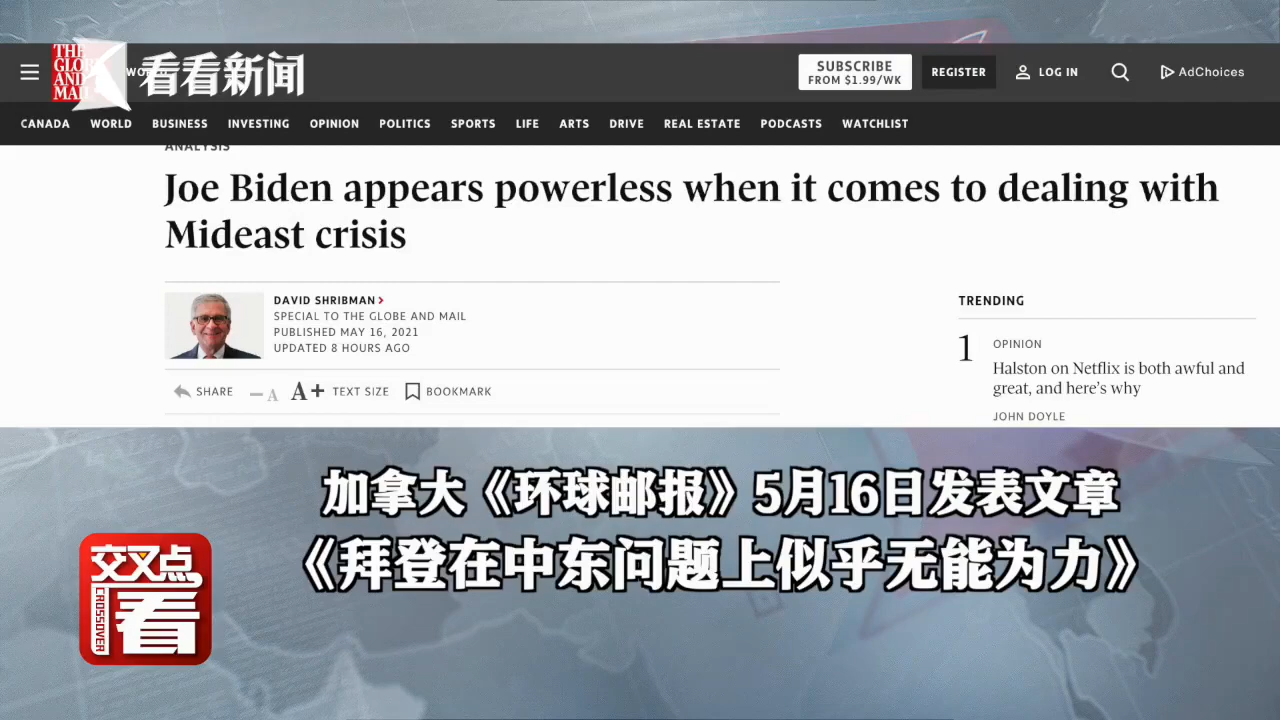 THE
GLOBE
AND
MAIL
WORLD
看看新闻
SUBSCRIBE
FROM $1.99/WK
REGISTER
LOG IN
AdChoices
CANADA WORLD BUSINESS INVESTING OPINION POLITICS SPORTS LIFE ARTS DRIVE REAL ESTATE PODCASTS WATCHLIST
ANALYSIS
Joe Biden appears powerless when it comes to dealing with
Mideast crisis
DAVID SHRIBMAN
SPECIAL TO THE GLOBE AND MAIL
PUBLISHED MAY 16, 2021
UPDATED 8 HOURS AGO
SHARE A A+ TEXT SIZE BOOKMARK
TRENDING
1
OPINION
Halston on Netflix is both awful and
great, and here's why
JOHN DOYLE
加拿大《环球邮报》5月16日发表文章
《拜登在中东问题上似乎无能为力》
交叉点
CROSSOVER
看